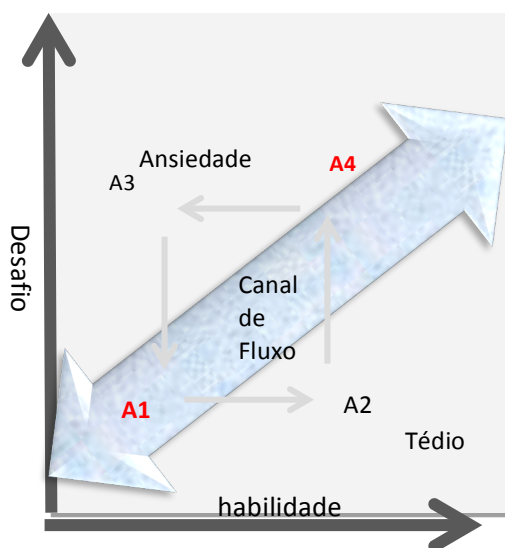 Ansiedade
A4
A3
Desafio
Canal
de
Fluxo
A1
A2
Tédio
habilidade